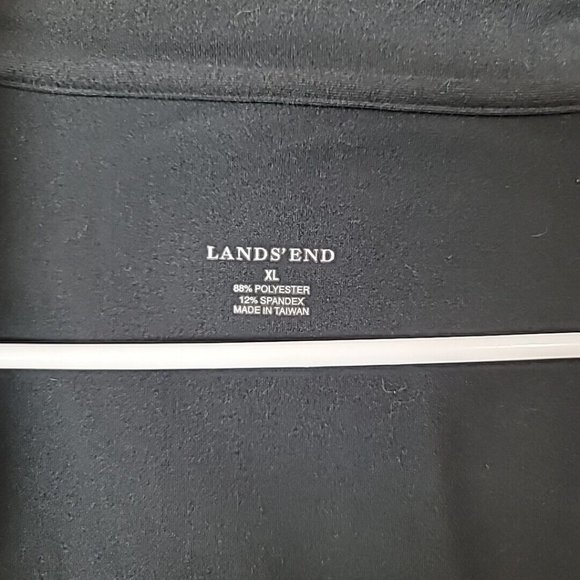 LANDS' END
XL
88% POLYESTER
12% SPANDEX
MADE IN TAIWAN